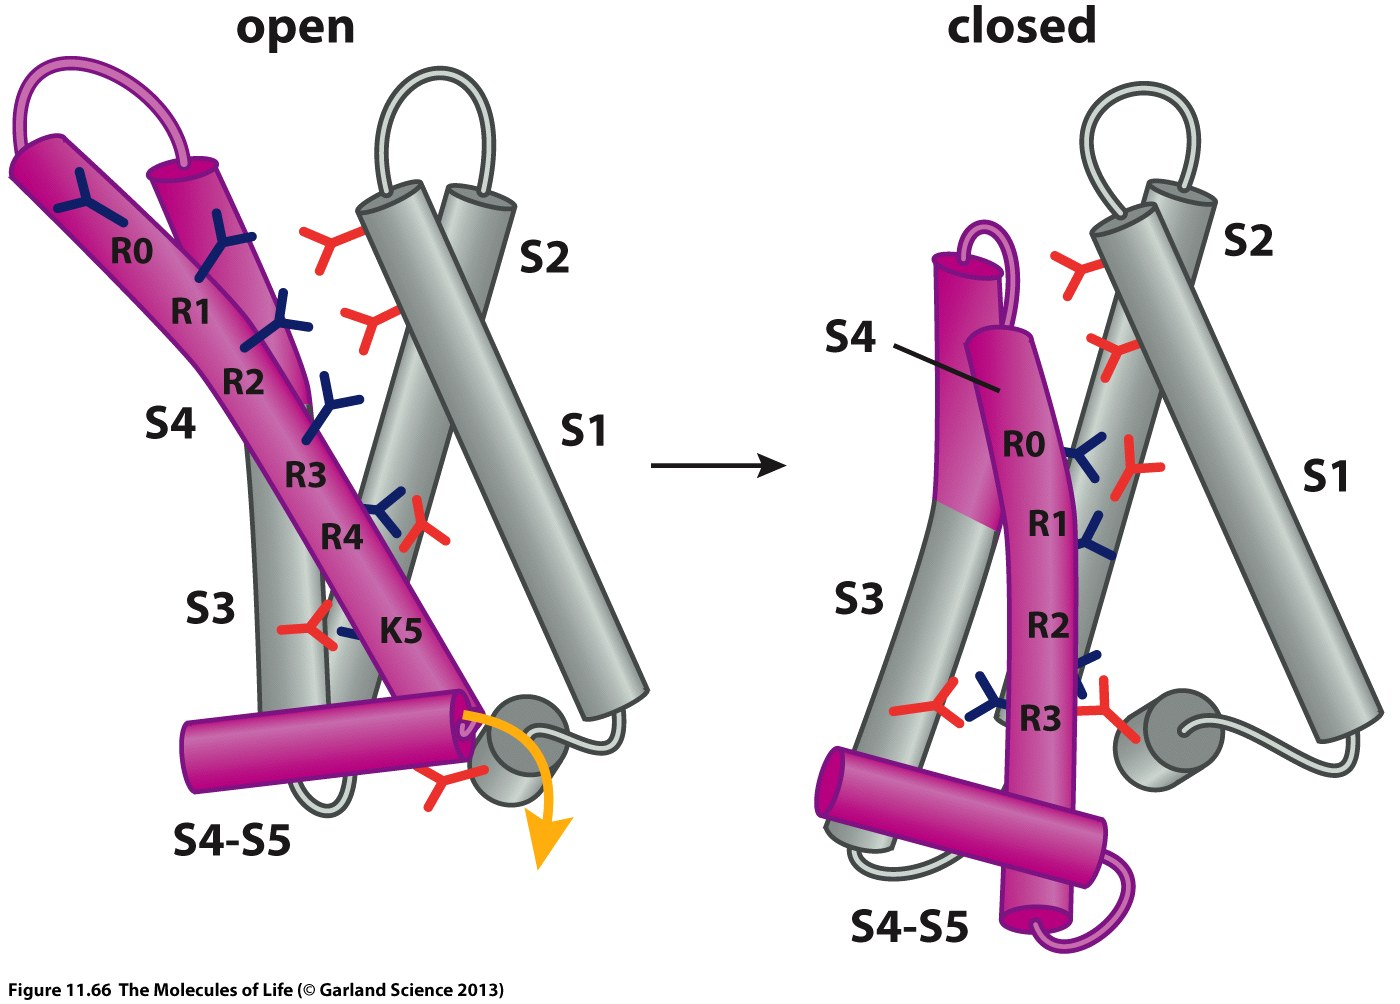 open
closed
R0
R1
R2
R3
R4
K5
S4
S3
S2
S1
S4-S5
S4
R0
R1
R2
R3
S3
S2
S1
S4-S5
Figure 11.66 The Molecules of Life (© Garland Science 2013)